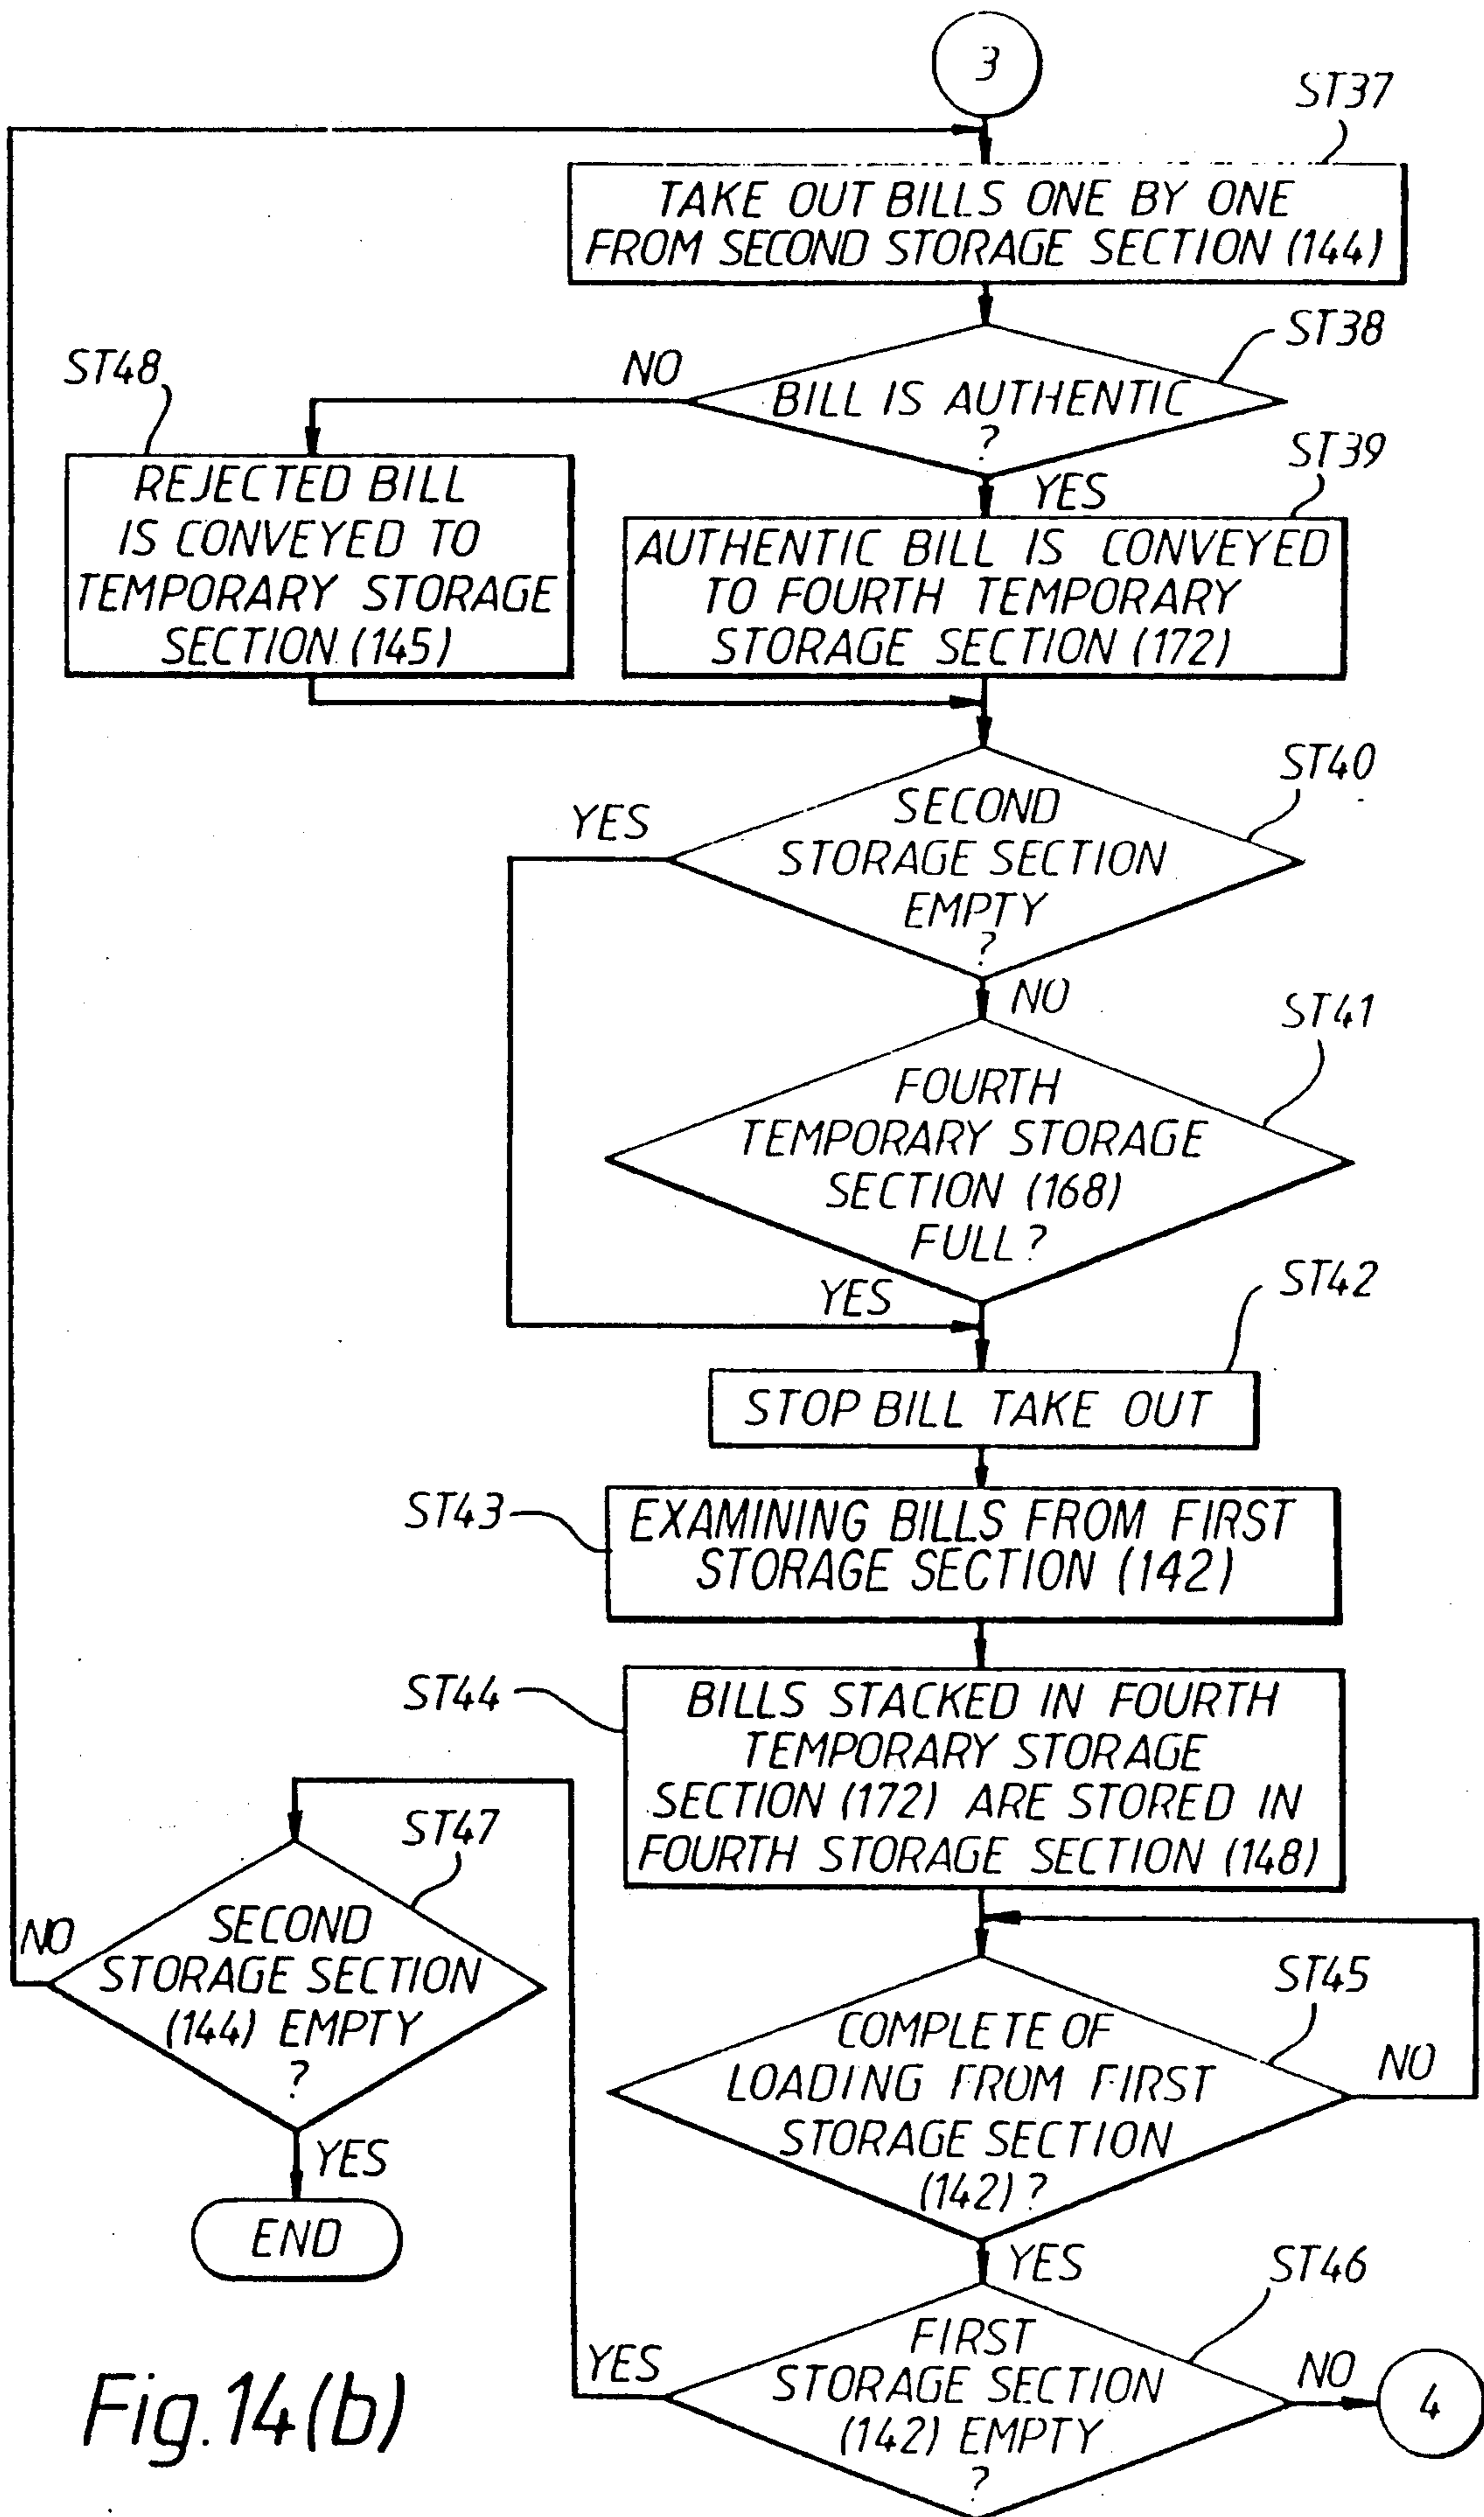 3
ST37
TAKE OUT BILLS ONE BY ONE
FROM SECOND STORAGE SECTION (144)
ST38
NO
BILL IS AUTHENTIC
?
ST48
REJECTED BILL
IS CONVEYED TO
TEMPORARY STORAGE
SECTION (145)
ST39
YES
AUTHENTIC BILL IS CONVEYED
TO FOURTH TEMPORARY
STORAGE SECTION (172)
ST40
YES
SECOND
STORAGE SECTION
EMPTY
?
NO
ST41
FOURTH
TEMPORARY STORAGE
SECTION (168)
FULL?
YES
ST42
STOP BILL TAKE OUT
ST43
EXAMINING BILLS FROM FIRST
STORAGE SECTION (142)
ST44
BILLS STACKED IN FOURTH
TEMPORARY STORAGE
SECTION (172) ARE STORED IN
FOURTH STORAGE SECTION (148)
ST47
NO
SECOND
STORAGE SECTION
(144) EMPTY
?
YES
END
ST45
COMPLETE OF
LOADING FROM FIRST
STORAGE SECTION
(142)?
NO
YES
ST46
FIRST
STORAGE SECTION
(142) EMPTY
?
YES
NO
4
Fig.14(b)